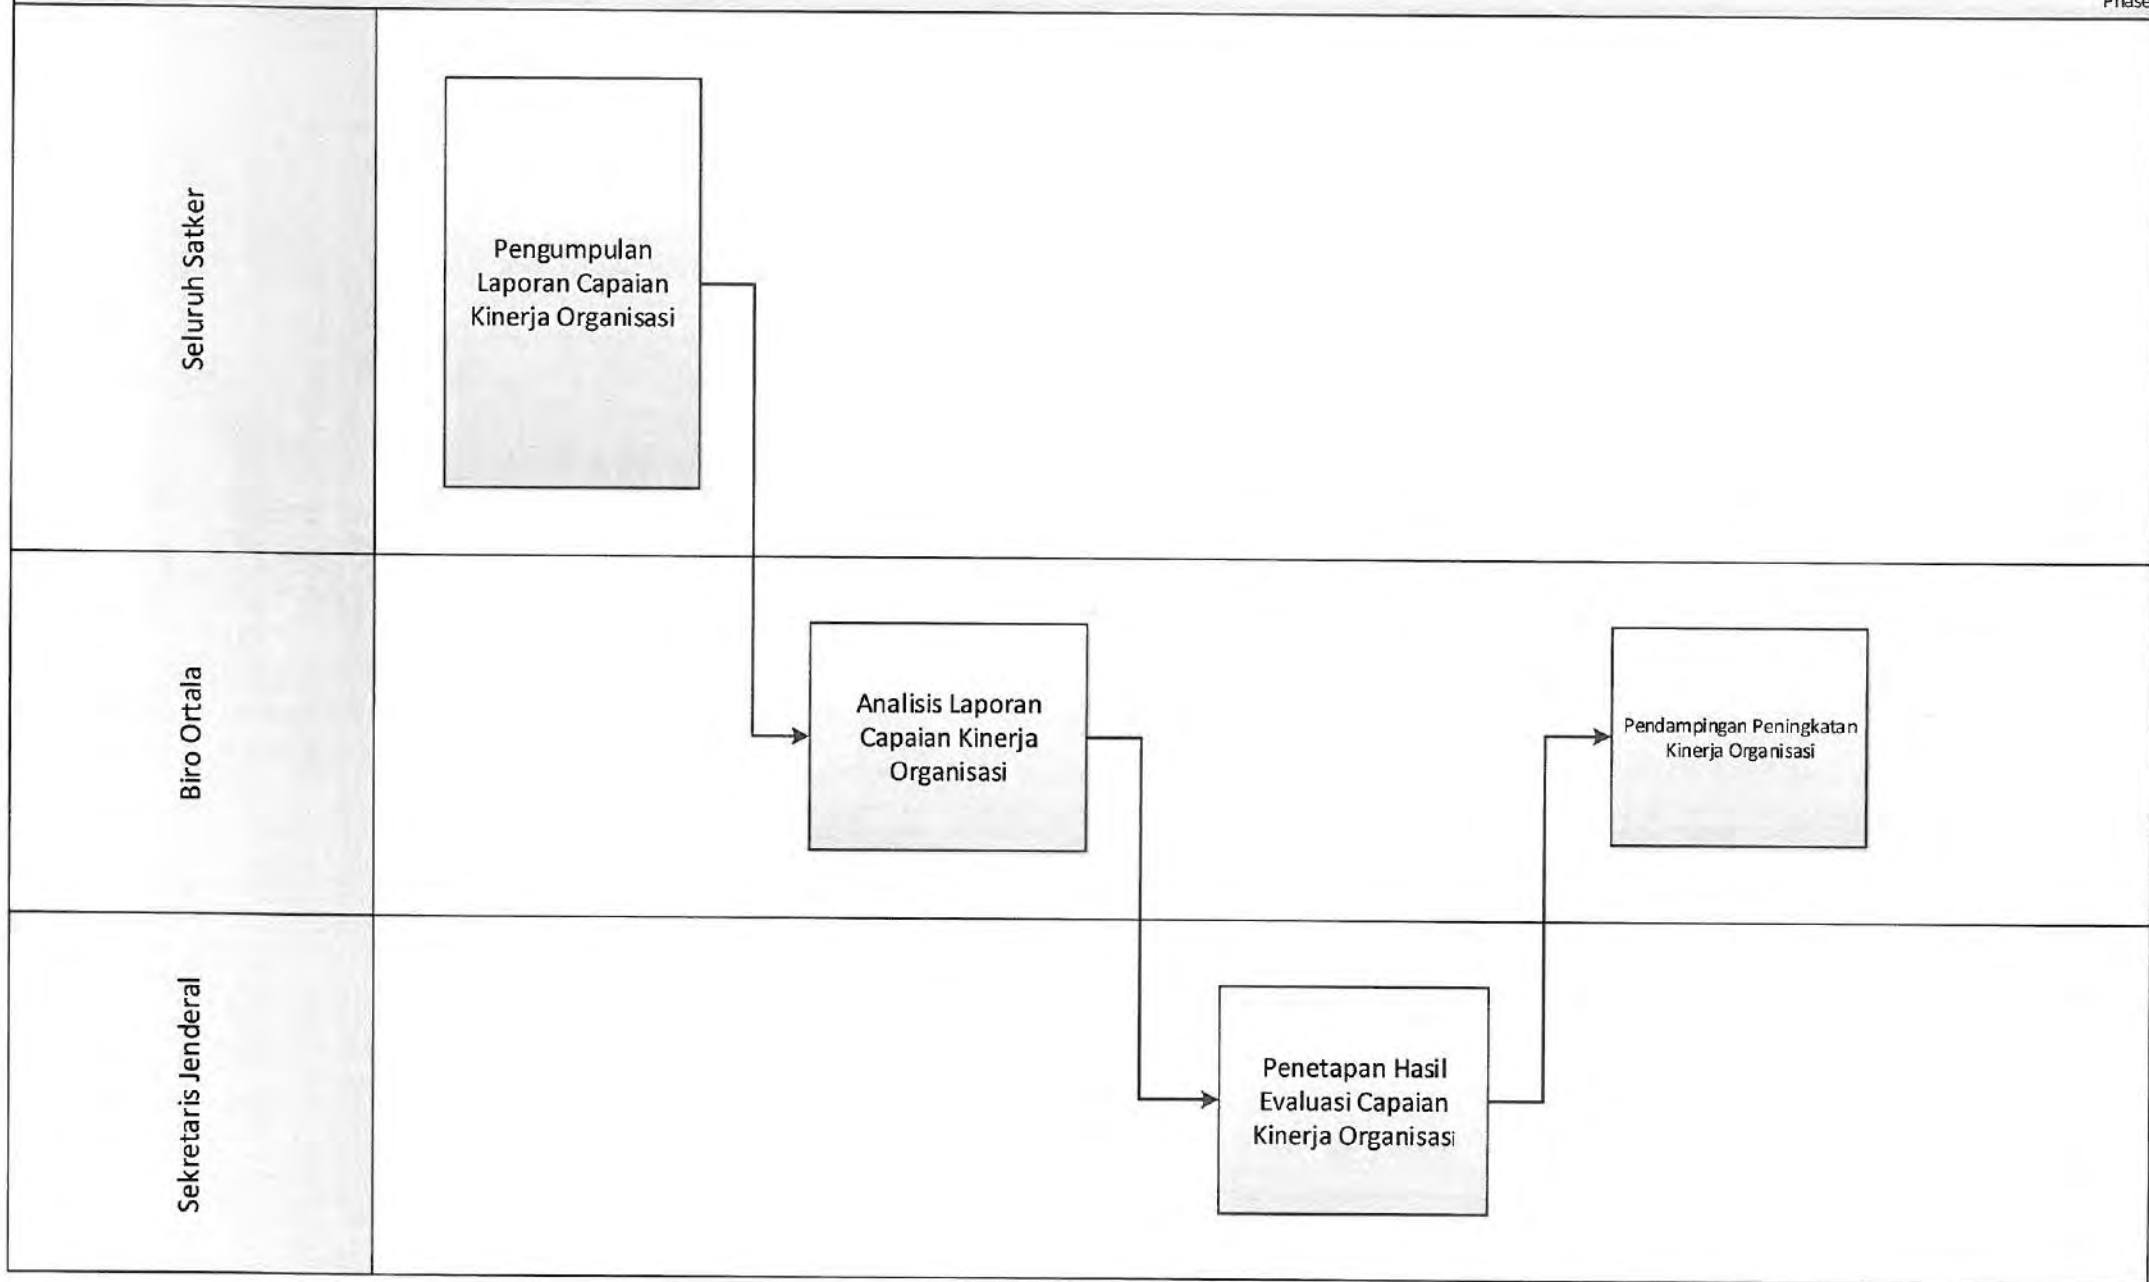 Phase
Seluruh Satker
Pengumpulan
Laporan Capaian
Kinerja Organisasi
Biro Ortala
Analisis Laporan
Capaian Kinerja
Organisasi
Pendampingan Peningkatan
Kinerja Organisasi
Sekretaris Jenderal
Penetapan Hasil
Evaluasi Capaian
Kinerja Organisasi